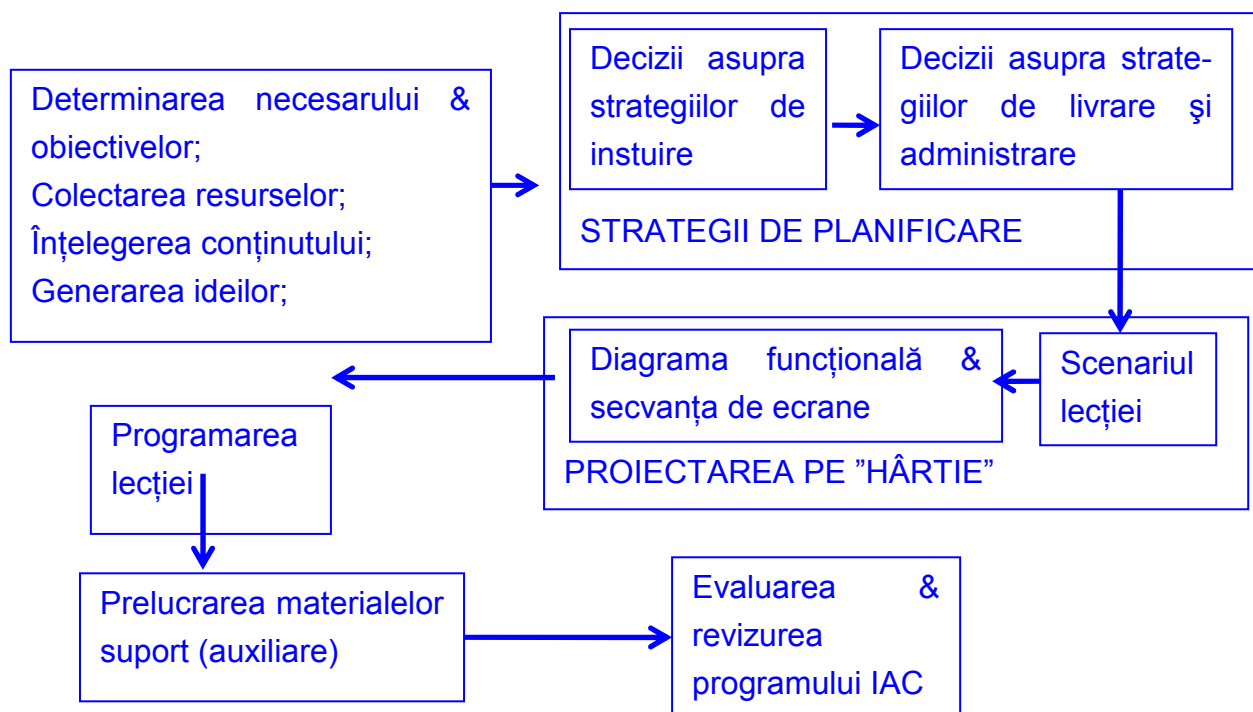 Determinarea necesarului &
obiectivelor;
Colectarea resurselor;
Înțelegerea conținutului;
Generarea ideilor;
Decizii asupra
strategiilor de
instuire
Decizii asupra strate-
giilor de livrare şi
administrare
STRATEGII DE PLANIFICARE
Scenariul
lecției
Diagrama funcțională &
secvanța de ecrane
PROIECTAREA PE ”HÂRTIE”
Programarea
lecției
Prelucrarea materialelor
suport (auxiliare)
Evaluarea &
revizurea
programului IAC